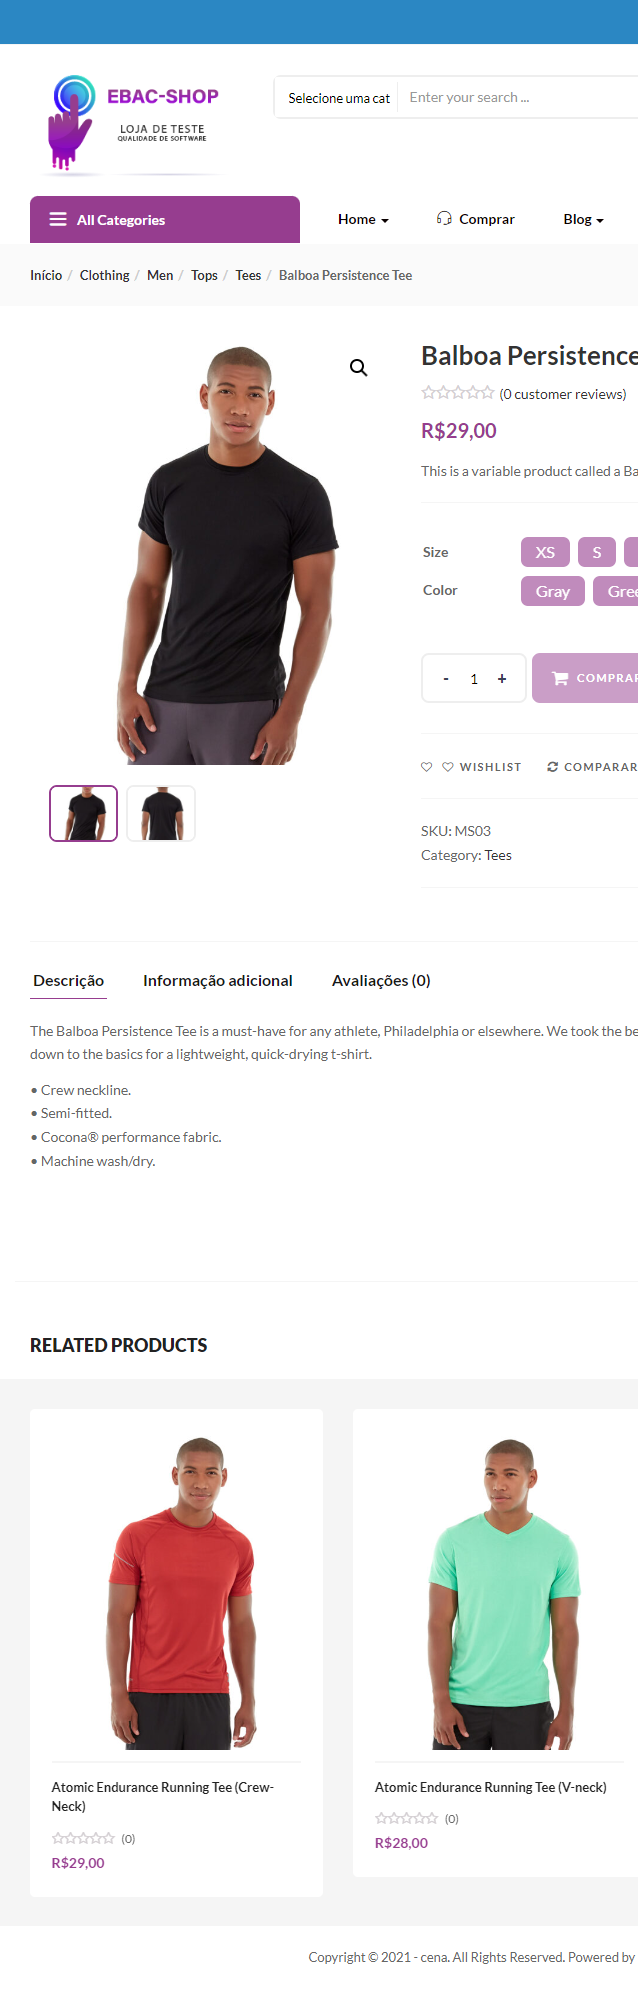 EBAC-SHOP
LOJA DE TESTE
QUALIDADE DE SOFTWARE
Selecione uma cat
Enter your search ...
All Categories
Home
Comprar
Blog
Início / Clothing / Men / Tops / Tees / Balboa Persistence Tee
Balboa Persistence
(0 customer reviews)
R$29,00
This is a variable product called a Ba
Size
XS
S
Color
Gray
Gree
- 1 +
COMPRAR
WISHLIST
COMPARAR
SKU: MS03
Category: Tees
Descrição
Informação adicional
Avaliações (0)
The Balboa Persistence Tee is a must-have for any athlete, Philadelphia or elsewhere. We took the be
down to the basics for a lightweight, quick-drying t-shirt.
• Crew neckline.
• Semi-fitted.
• Cocona® performance fabric.
• Machine wash/dry.
RELATED PRODUCTS
Atomic Endurance Running Tee (Crew-
Neck)
(0)
R$29,00
Atomic Endurance Running Tee (V-neck)
(0)
R$28,00
Copyright © 2021 - cena. All Rights Reserved. Powered by